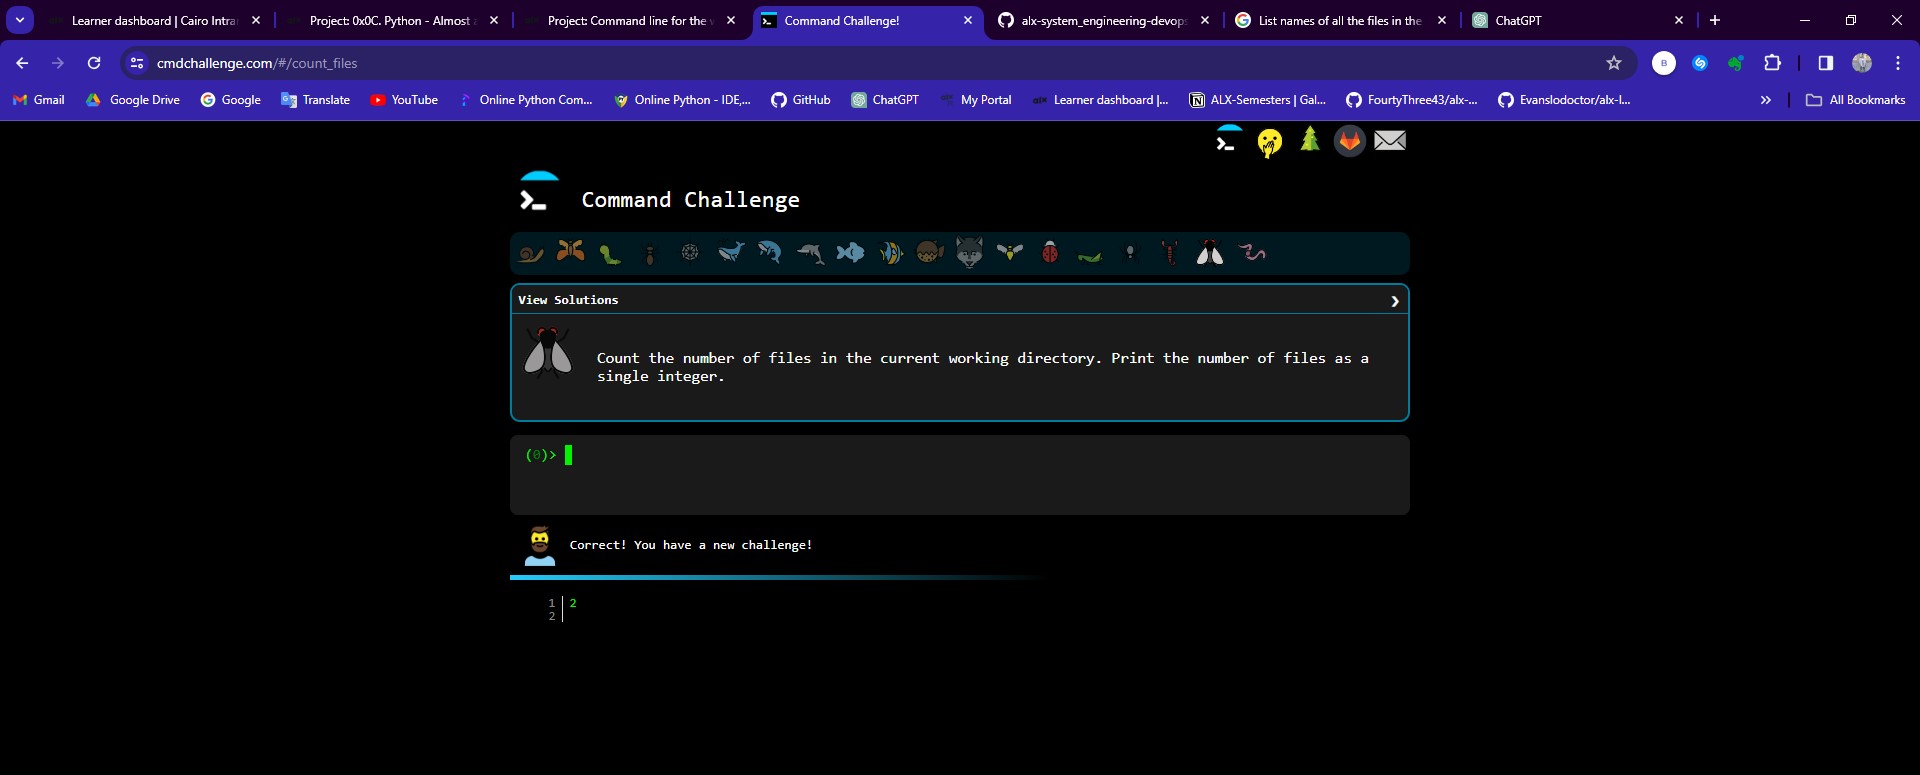 Learner dashboard | Cairo Intra
Project: 0x0C. Python - Almost a
Project: Command line for the w
Command Challenge!
alx-system_engineering-devops
List names of all the files in the
ChatGPT
cmdchallenge.com/#/count_files
B
Gmail
Google Drive
Google
Translate
YouTube
Online Python Com...
Online Python - IDE,...
GitHub
ChatGPT
My Portal
Learner dashboard |...
ALX-Semesters | Gal...
FourtyThree43/alx-...
Evanslodoctor/alx-l...
All Bookmarks
Command Challenge
View Solutions
Count the number of files in the current working directory. Print the number of files as a
single integer.
(0)>
Correct! You have a new challenge!
1 2
2